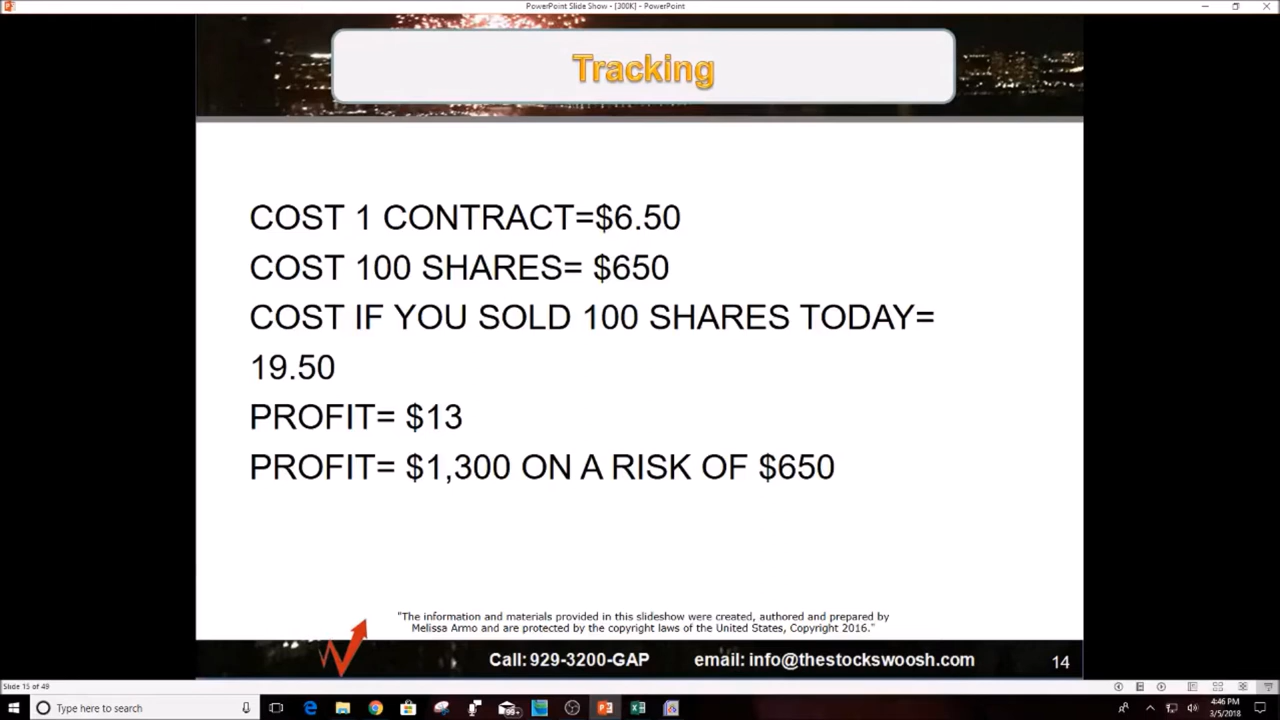 PowerPoint Slide Show - [300K] - PowerPoint
Tracking
COST 1 CONTRACT=$6.50
COST 100 SHARES= $650
COST IF YOU SOLD 100 SHARES TODAY=
19.50
PROFIT= $13
PROFIT= $1,300 ON A RISK OF $650
"The information and materials provided in this slideshow were created, authored and prepared by
Melissa Armo and are protected by the copyright laws of the United States, Copyright 2016."
Call: 929-3200-GAP email: info@thestockswoosh.com 14
Slide 15 of 49
Type here to search
99+
4:46 PM
3/5/2018